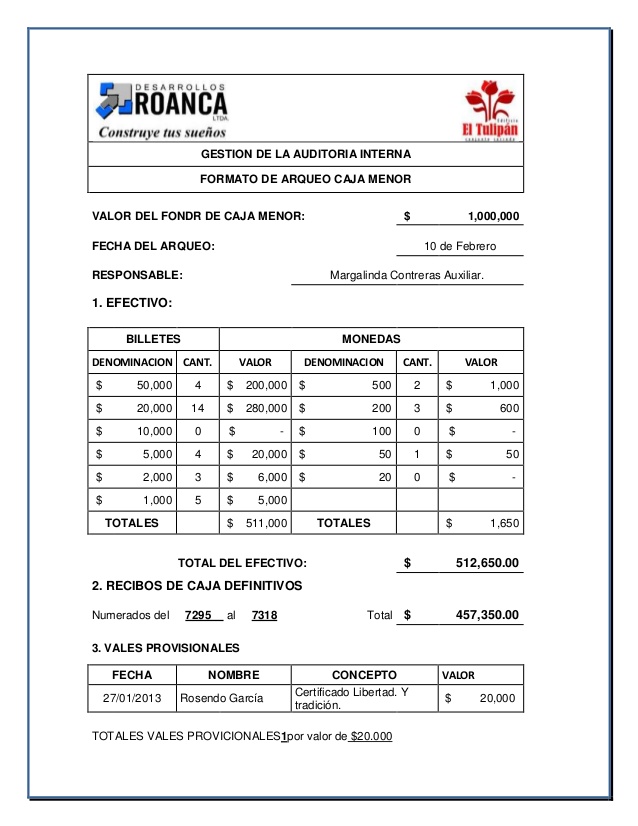 DESARROLLOS
ROANCA
LTDA.
Construye tus sueños
Edificio
El Tulipán
conjunto cerrado
GESTION DE LA AUDITORIA INTERNA
FORMATO DE ARQUEO CAJA MENOR
VALOR DEL FONDR DE CAJA MENOR: $ 1,000,000
FECHA DEL ARQUEO: 10 de Febrero
RESPONSABLE: Margalinda Contreras Auxiliar.
1. EFECTIVO:
BILLETES MONEDAS
DENOMINACION CANT. VALOR DENOMINACION CANT. VALOR
$ 50,000 4 $ 200,000 $ 500 2 $ 1,000
$ 20,000 14 $ 280,000 $ 200 3 $ 600
$ 10,000 0 $ - $ 100 0 $ -
$ 5,000 4 $ 20,000 $ 50 1 $ 50
$ 2,000 3 $ 6,000 $ 20 0 $ -
$ 1,000 5 $ 5,000
TOTALES $ 511,000 TOTALES $ 1,650
TOTAL DEL EFECTIVO: $ 512,650.00
2. RECIBOS DE CAJA DEFINITIVOS
Numerados del 7295 al 7318 Total $ 457,350.00
3. VALES PROVISIONALES
FECHA NOMBRE CONCEPTO VALOR
27/01/2013 Rosendo García Certificado Libertad. Y tradición. $ 20,000
TOTALES VALES PROVICIONALES1por valor de $20.000